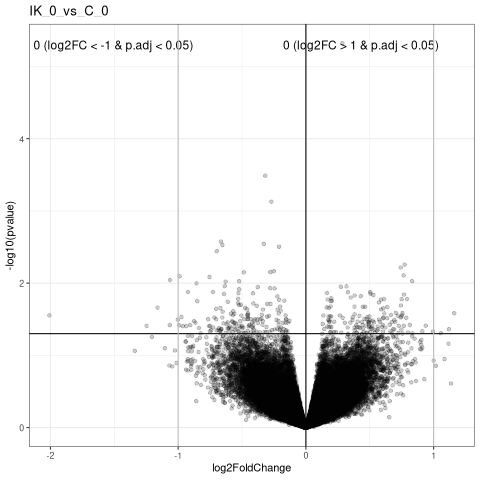 IK_0_vs_C_0
0 (log2FC < -1 & p.adj < 0.05)
0 (log2FC > 1 & p.adj < 0.05)
4
2
0
-log10(pvalue)
-2
-1
0
1
log2FoldChange